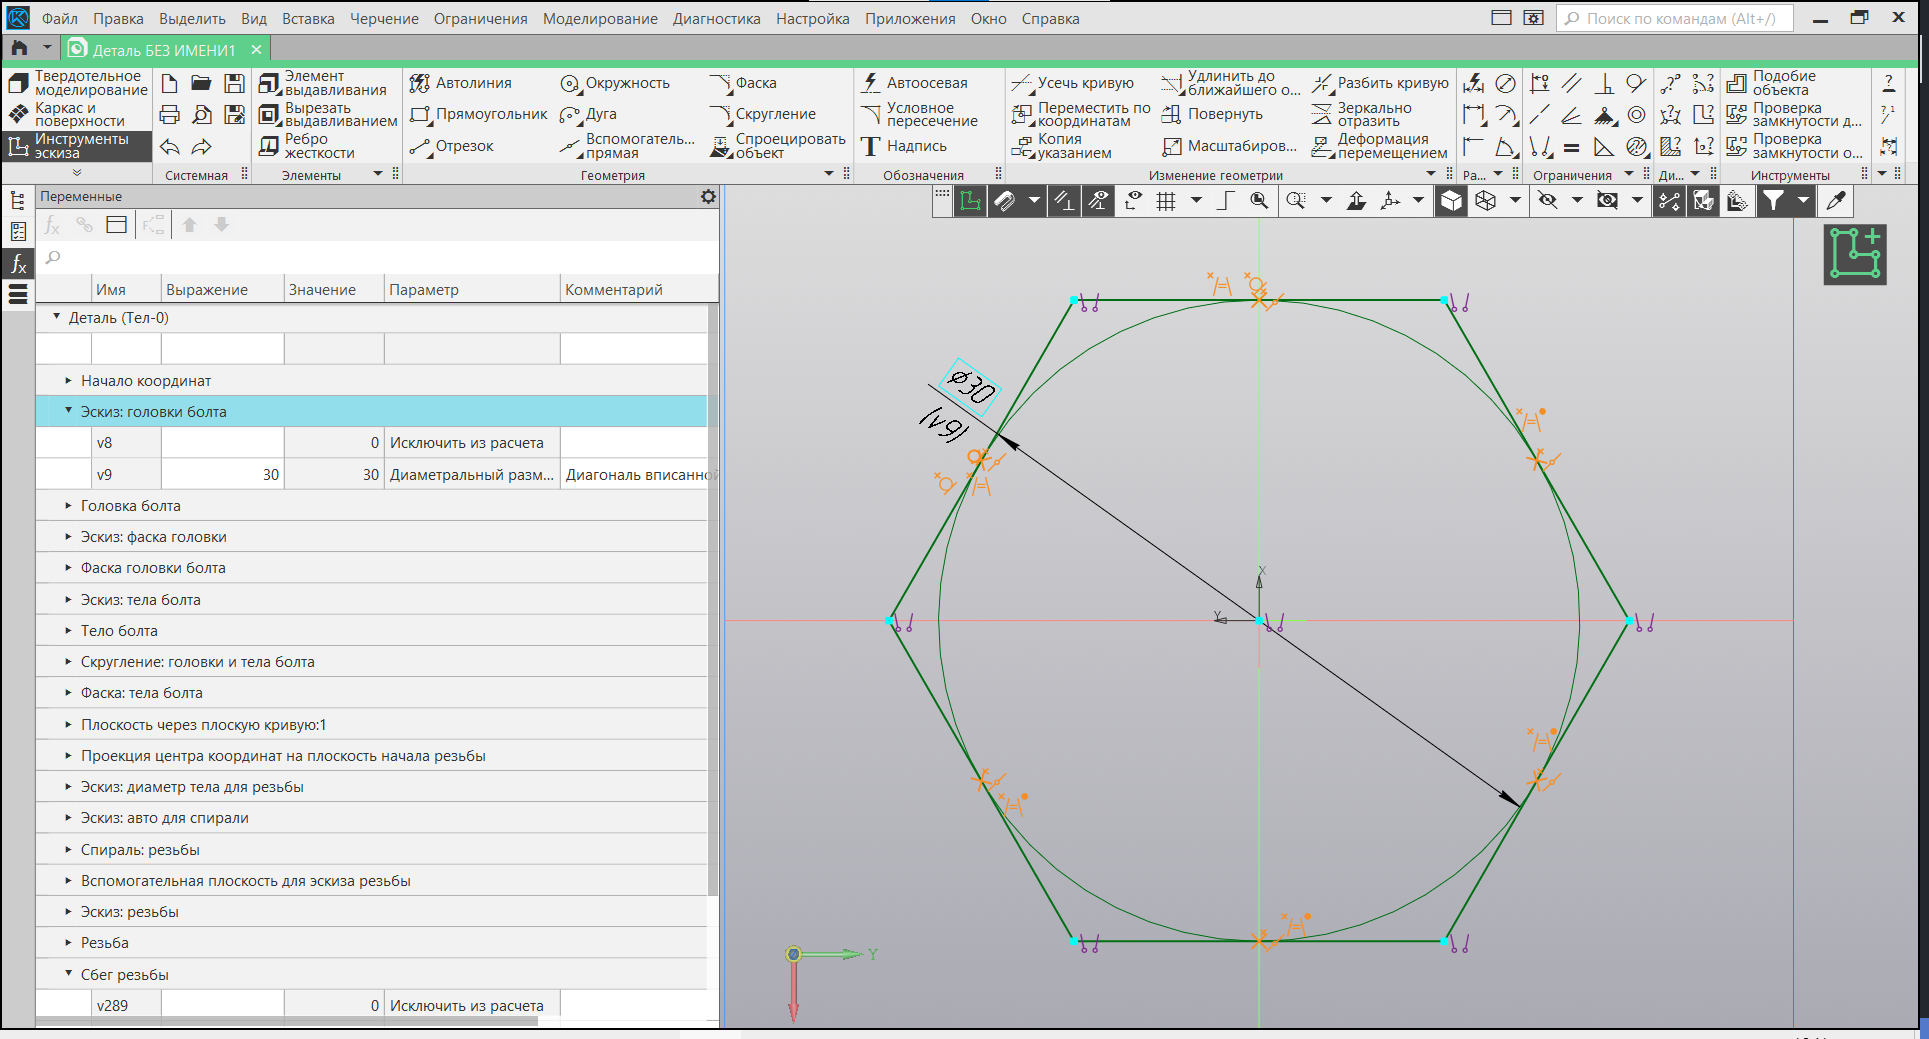 Файл Правка Выделить Вид Вставка Черчение Ограничения Моделирование Диагностика Настройка Приложения Окно Справка
Поиск по командам (Alt+/)
Деталь БЕЗ ИМЕНИ1
Твердотельное моделирование
Каркас и поверхности
Инструменты эскиза
Системная
Элемент выдавливания
Вырезать выдавливанием
Ребро жесткости
Элементы
Автолиния
Прямоугольник
Отрезок
Окружность
Дуга
Вспомогатель... прямая
Фаска
Скругление
Спроецировать объект
Геометрия
Автоосевая
Условное пересечение
Надпись
Обозначения
Усечь кривую
Переместить по координатам
Копия указанием
Удлинить до ближайшего о...
Повернуть
Масштабиров...
Разбить кривую
Зеркально отразить
Деформация перемещением
Изменение геометрии
Ра...
Ограничения
Ди...
Подобие объекта
Проверка замкнутости д...
Проверка замкнутости о...
Инструменты
Переменные
Имя Выражение Значение Параметр Комментарий
Деталь (Тел-0)
Начало координат
Эскиз: головки болта
v8 0 Исключить из расчета
v9 30 30 Диаметральный разм... Диагональ вписанной
Головка болта
Эскиз: фаска головки
Фаска головки болта
Эскиз: тела болта
Тело болта
Скругление: головки и тела болта
Фаска: тела болта
Плоскость через плоскую кривую:1
Проекция центра координат на плоскость начала резьбы
Эскиз: диаметр тела для резьбы
Эскиз: авто для спирали
Спираль: резьбы
Вспомогательная плоскость для эскиза резьбы
Эскиз: резьбы
Резьба
Сбег резьбы
v289 0 Исключить из расчета
⌀30
(v9)
X
Y
Y